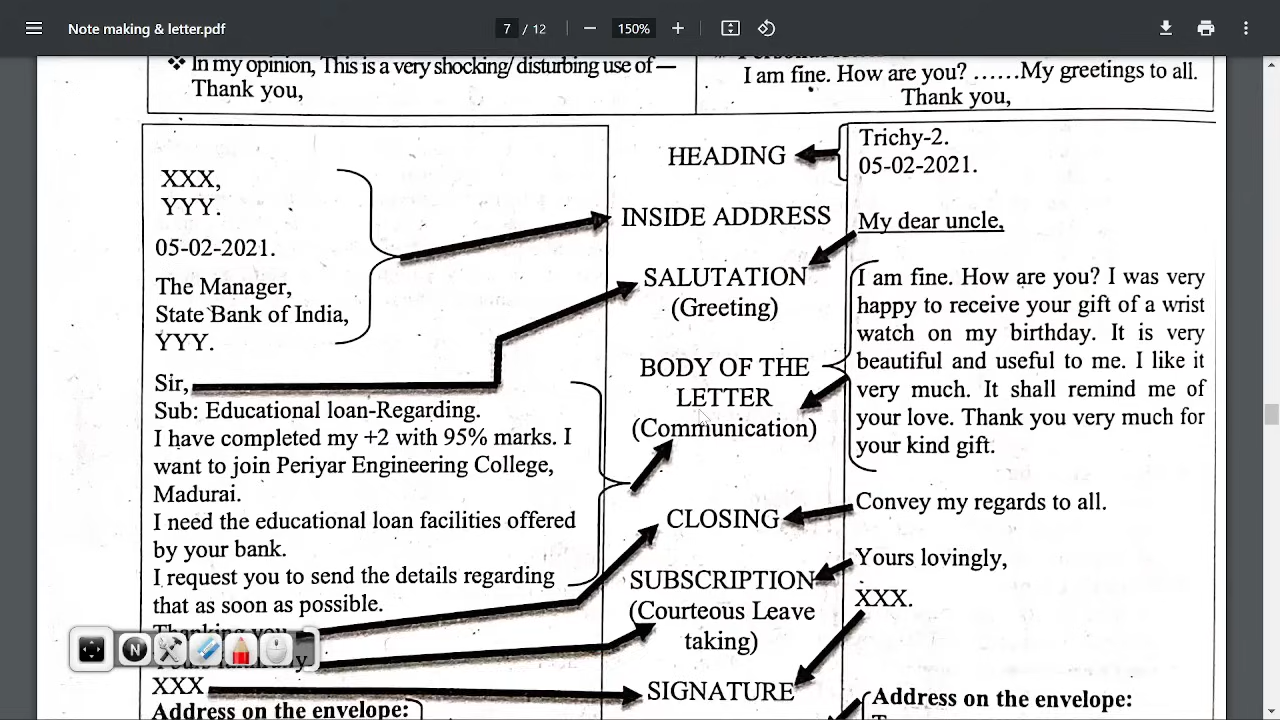 Note making & letter.pdf
7 / 12
150%
❖ In my opinion, This is a very shocking/ disturbing use of—
Thank you,
I am fine. How are you? ……My greetings to all.
Thank you,
XXX,
YYY.
05-02-2021.
The Manager,
State Bank of India,
YYY.
Sir,
Sub: Educational loan-Regarding.
I have completed my +2 with 95% marks. I
want to join Periyar Engineering College,
Madurai.
I need the educational loan facilities offered
by your bank.
I request you to send the details regarding
that as soon as possible.
Thanking you
XXX
Address on the envelope:
HEADING
INSIDE ADDRESS
SALUTATION
(Greeting)
BODY OF THE
LETTER
(Communication)
CLOSING
SUBSCRIPTION
(Courteous Leave
taking)
SIGNATURE
Trichy-2.
05-02-2021.
My dear uncle,
I am fine. How are you? I was very
happy to receive your gift of a wrist
watch on my birthday. It is very
beautiful and useful to me. I like it
very much. It shall remind me of
your love. Thank you very much for
your kind gift.
Convey my regards to all.
Yours lovingly,
XXX.
Address on the envelope: